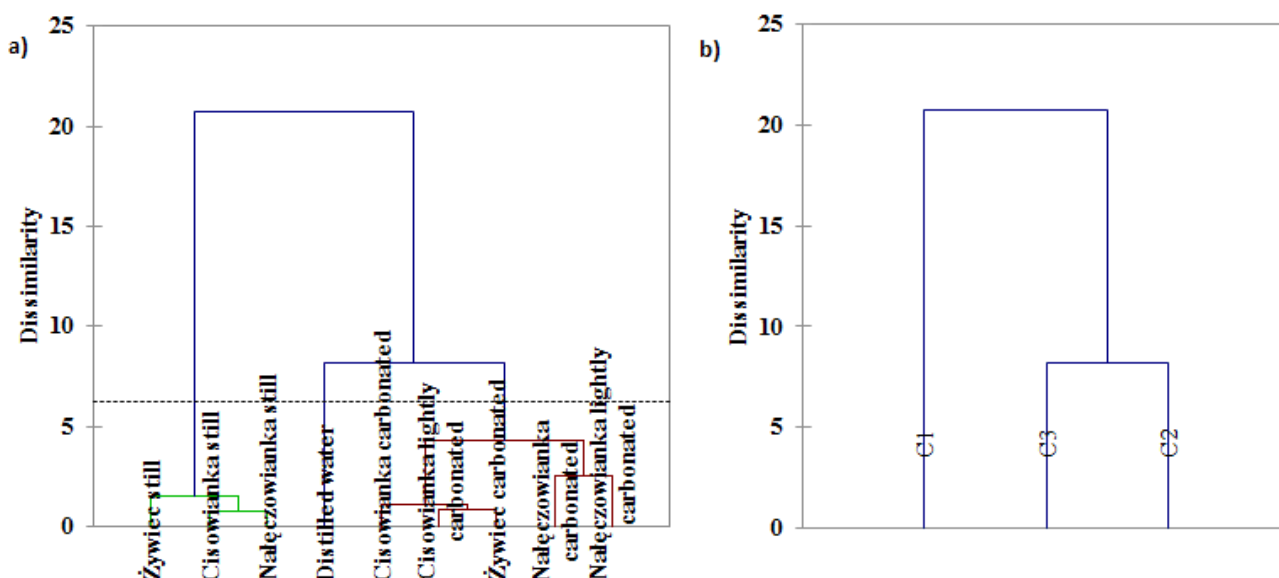 a)
Dissimilarity
25
20
15
10
5
0
Żywiec still
Cisowianka still
Nałęczowianka still
Distilled water
Cisowianka carbonated
Cisowianka lightly
carbonated
Żywiec carbonated
Nałęczowianka
carbonated
Nałęczowianka lightly
carbonated
b)
Dissimilarity
25
20
15
10
5
0
C1
C3
C2